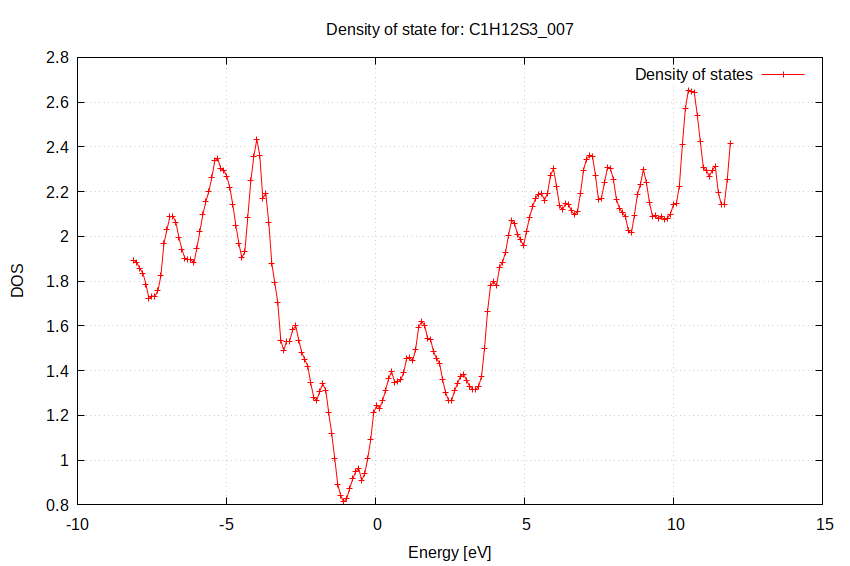 Density of state for: C1H12S3_007
Density of states
2.8
2.6
2.4
2.2
2
1.8
1.6
1.4
1.2
1
0.8
DOS
-10 -5 0 5 10 15
Energy [eV]